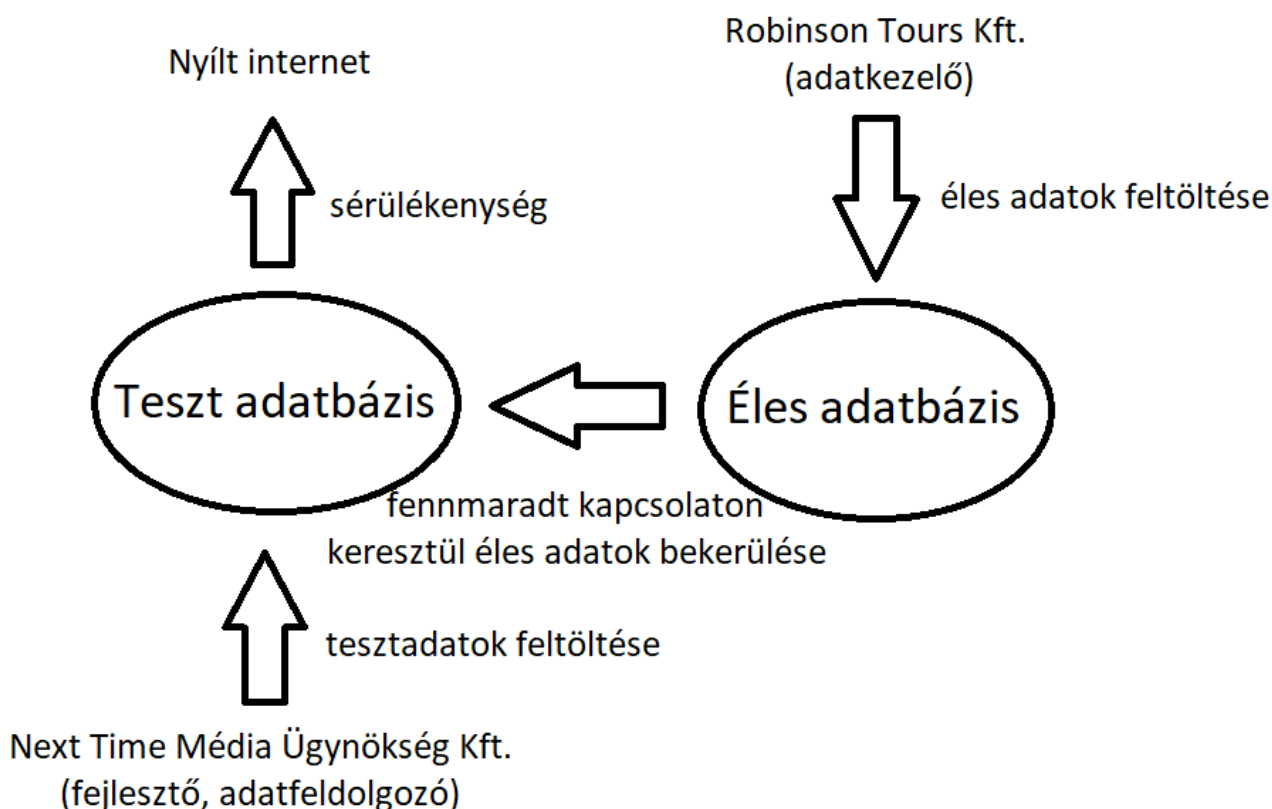 Nyílt internet
Robinson Tours Kft.
(adatkezelő)
sérülékenység
éles adatok feltöltése
Teszt adatbázis
Éles adatbázis
fennmaradt kapcsolaton
keresztül éles adatok bekerülése
tesztadatok feltöltése
Next Time Média Ügynökség Kft.
(fejlesztő, adatfeldolgozó)